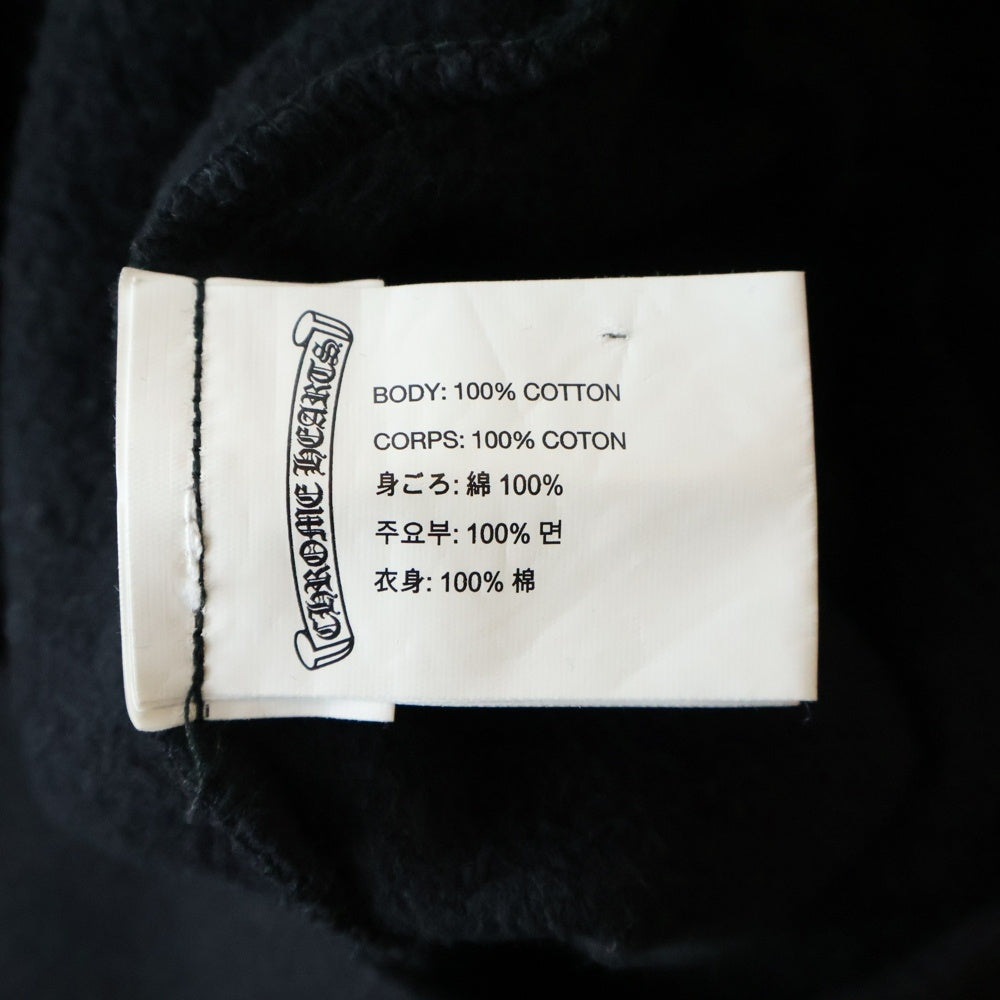 CHROME HEARTS
BODY: 100% COTTON
CORPS: 100% COTON
身ごろ: 綿 100%
주요부: 100% 면
衣身: 100% 棉